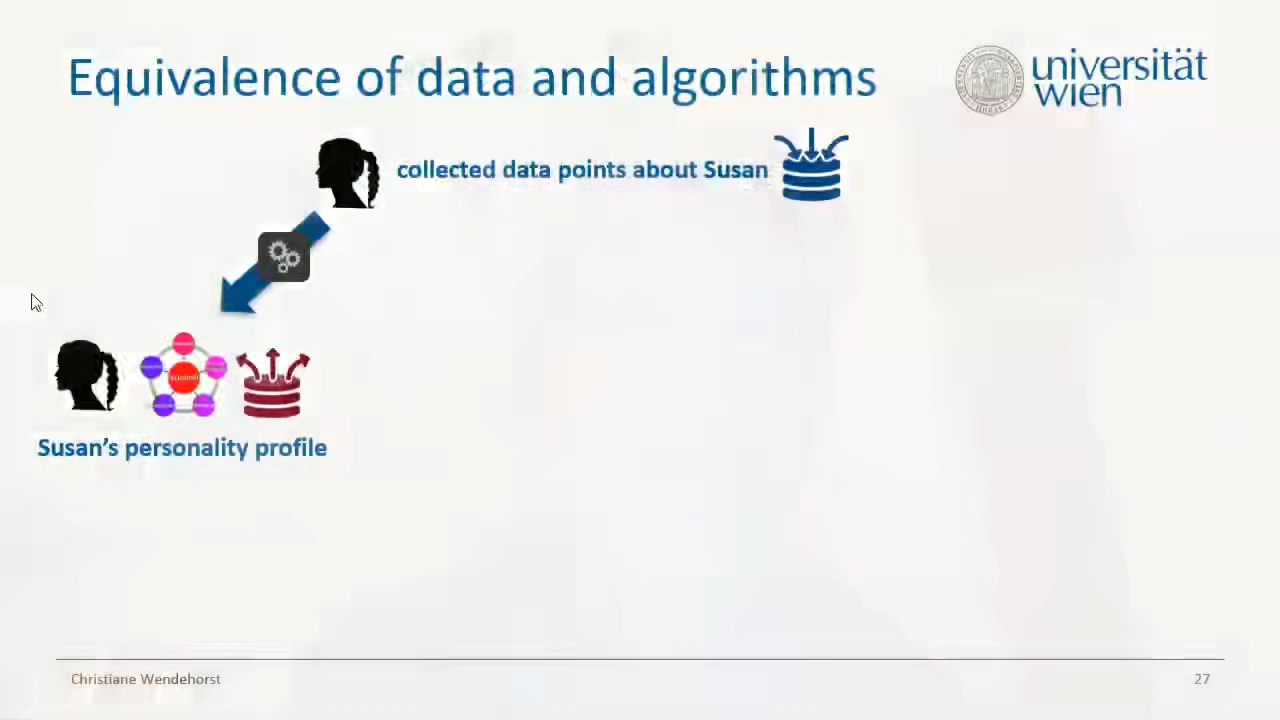 Equivalence of data and algorithms
universität
wien
collected data points about Susan
Susan's personality profile
Christiane Wendehorst
27